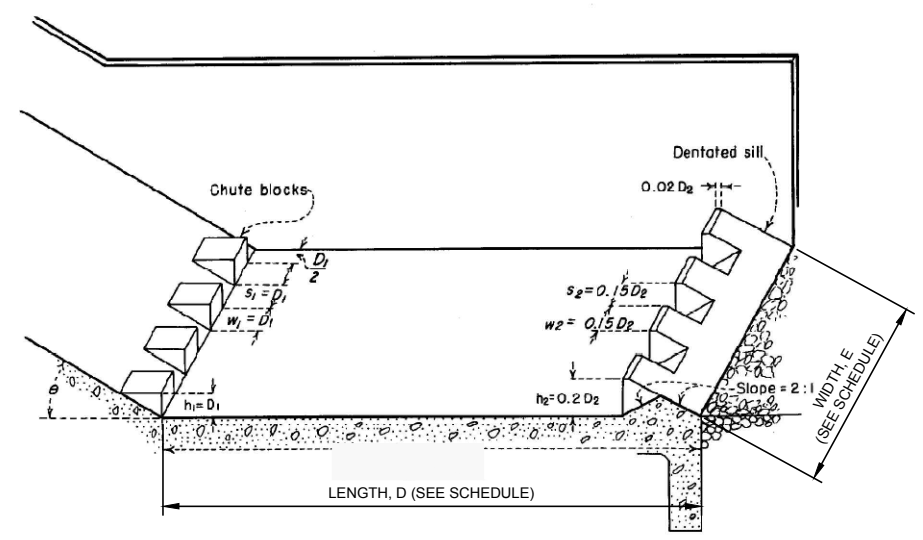 Dentated sill
0.02 D₂
Chute blocks
D₁
2
s₁ = D₁
s₂ = 0.15 D₂
w₁ = D₁
w₂ = 0.15 D₂
θ
h₁ = D₁
h₂ = 0.2 D₂
Slope = 2:1
WIDTH, E
(SEE SCHEDULE)
LENGTH, D (SEE SCHEDULE)